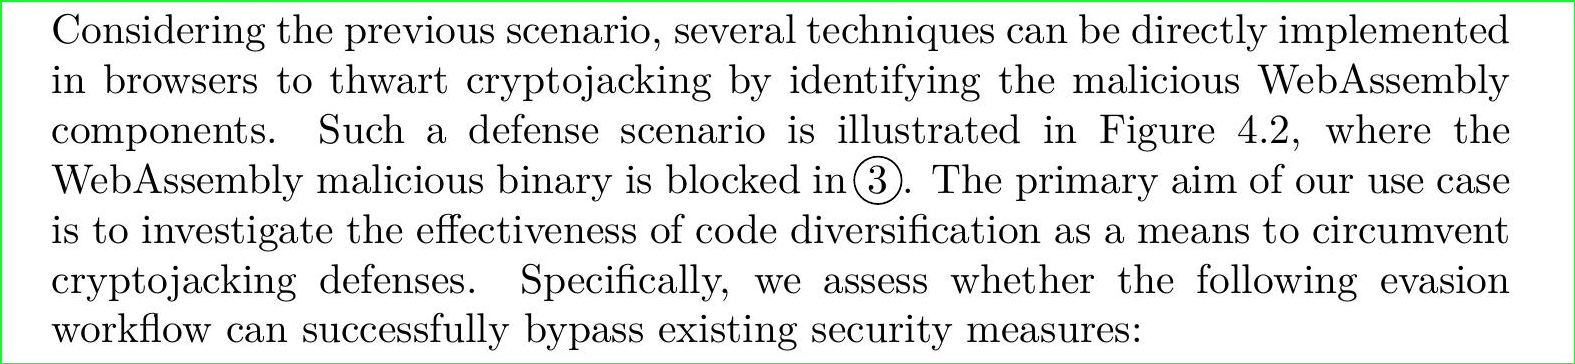 Considering the previous scenario, several techniques can be directly implemented
in browsers to thwart cryptojacking by identifying the malicious WebAssembly
components. Such a defense scenario is illustrated in Figure 4.2, where the
WebAssembly malicious binary is blocked in ③. The primary aim of our use case
is to investigate the effectiveness of code diversification as a means to circumvent
cryptojacking defenses. Specifically, we assess whether the following evasion
workflow can successfully bypass existing security measures: